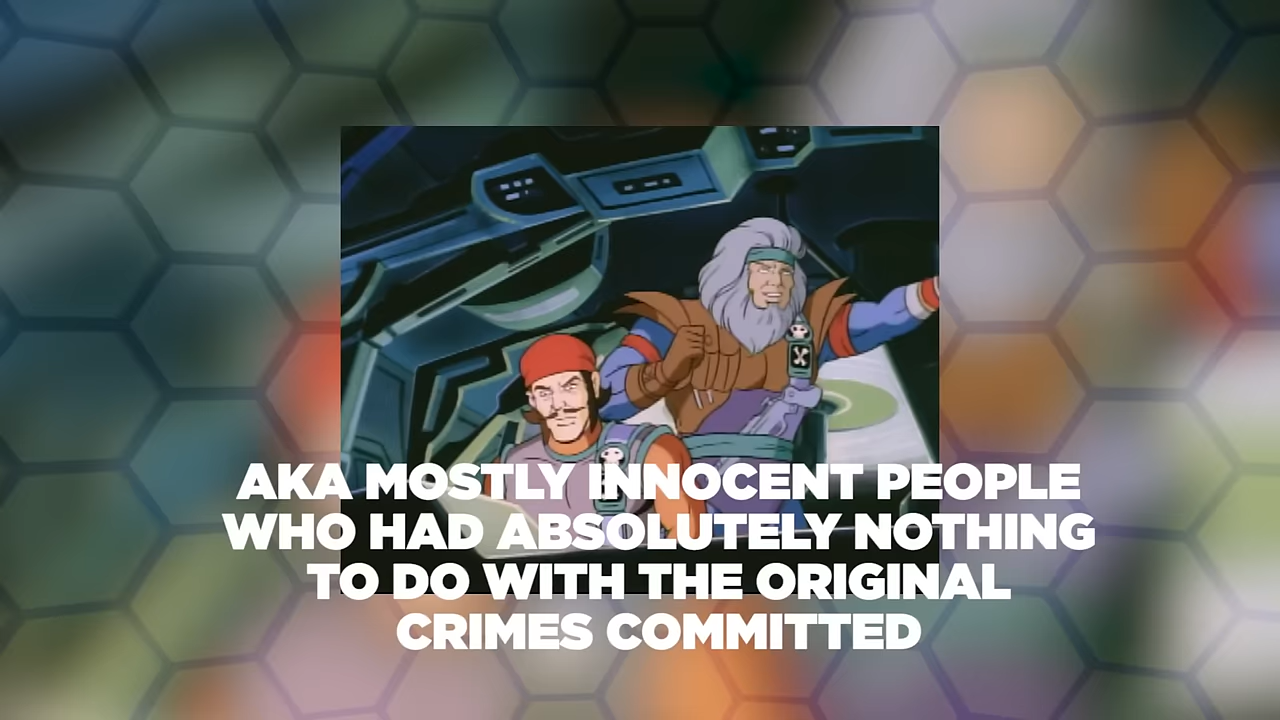 AKA MOSTLY INNOCENT PEOPLE
WHO HAD ABSOLUTELY NOTHING
TO DO WITH THE ORIGINAL
CRIMES COMMITTED